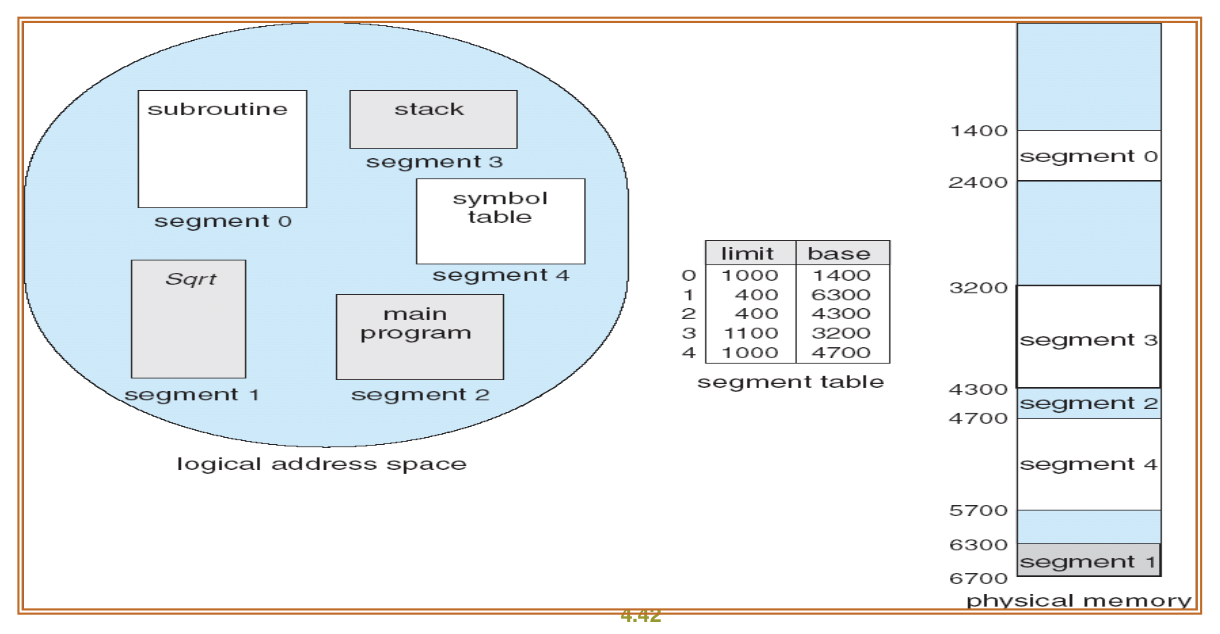 subroutine
segment 0
stack
segment 3
symbol
table
segment 4
Sqrt
segment 1
main
program
segment 2
logical address space
limit base
0 1000 1400
1 400 6300
2 400 4300
3 1100 3200
4 1000 4700
segment table
1400
segment 0
2400
3200
segment 3
4300
segment 2
4700
segment 4
5700
6300
segment 1
6700
physical memory
4.42